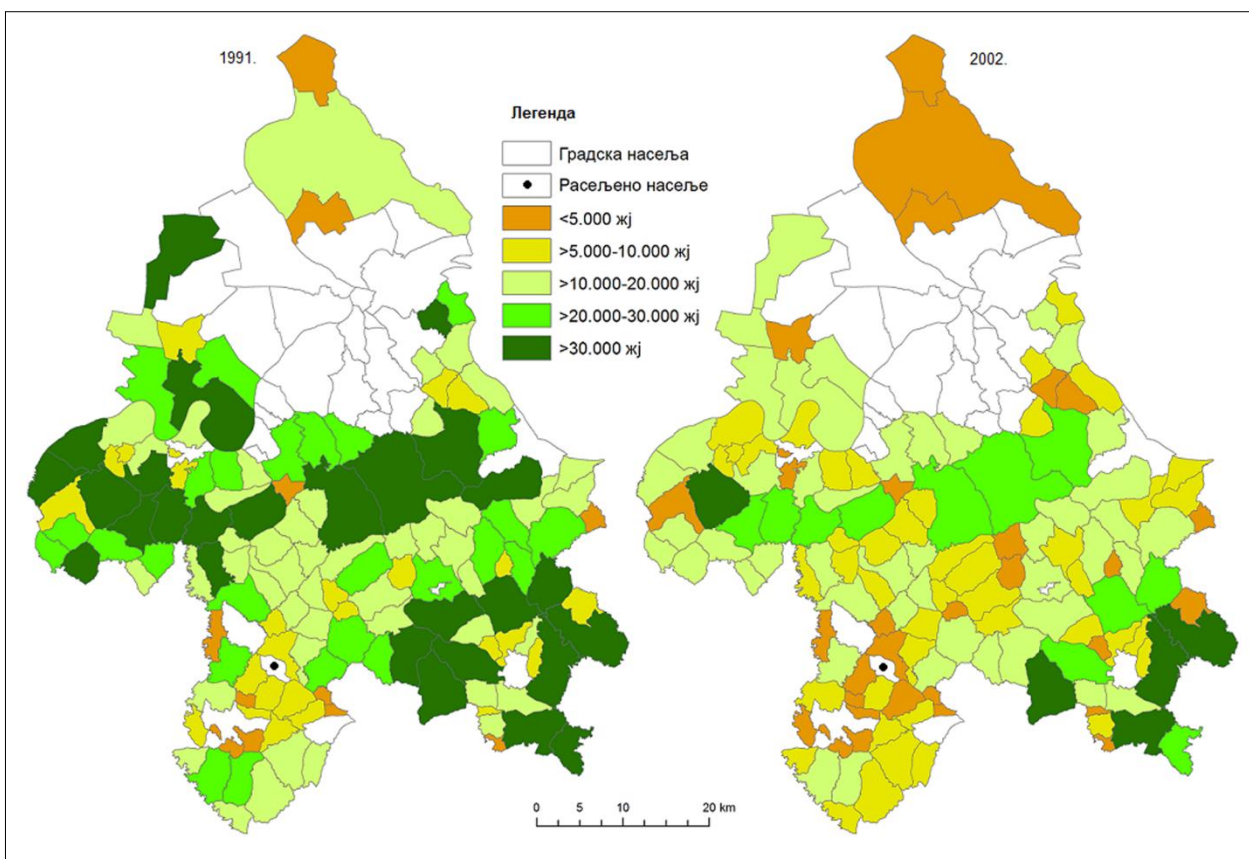 1991.
2002.
Легенда
Градска насеља
Расељено насеље
<5.000 жј
>5.000-10.000 жј
>10.000-20.000 жј
>20.000-30.000 жј
>30.000 жј
0 5 10 20 km